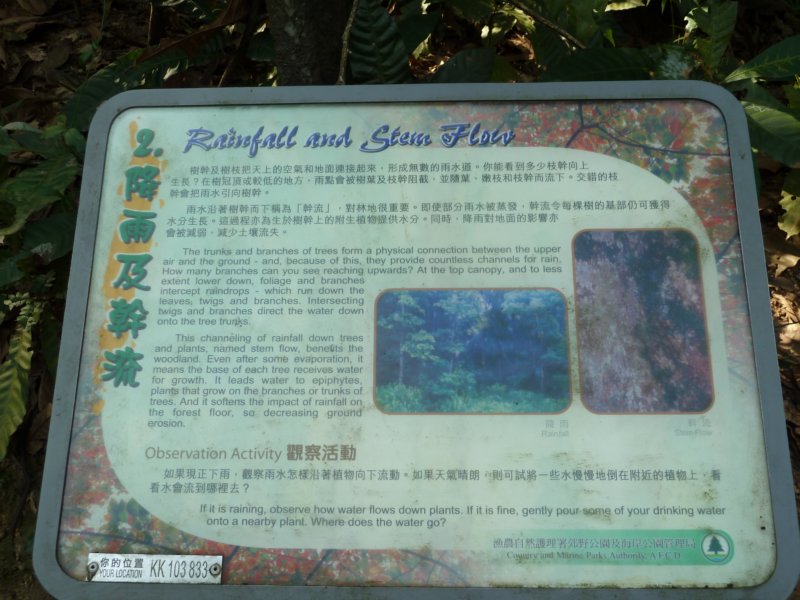 2. 降雨及幹流
Rainfall and Stem Flow
樹幹及樹枝把天上的空氣和地面連接起來，形成無數的雨水道。你能看到多少枝幹向上
生長？在樹冠頂或較低的地方，雨點會被樹葉及枝幹阻截，並隨葉、嫩枝和枝幹而流下。交錯的枝
幹會把雨水引向樹幹。
雨水沿著樹幹而下稱為「幹流」，對林地很重要。即使部分雨水被蒸發，幹流令每棵樹的基部仍可獲得
水分生長。這過程亦為生於樹幹上的附生植物提供水分。同時，降雨對地面的影響亦
會被減弱，減少土壤流失。
The trunks and branches of trees form a physical connection between the upper
air and the ground - and, because of this, they provide countless channels for rain.
How many branches can you see reaching upwards? At the top canopy, and to less
extent lower down, foliage and branches
intercept raindrops - which run down the
leaves, twigs and branches. Intersecting
twigs and branches direct the water down
onto the tree trunks.
This channeling of rainfall down trees
and plants, named stem flow, benefits the
woodland. Even after some evaporation, it
means the base of each tree receives water
for growth. It leads water to epiphytes,
plants that grow on the branches or trunks of
trees. And it softens the impact of rainfall on
the forest floor, so decreasing ground
erosion.
降雨
Rainfall
幹流
Stem Flow
Observation Activity 觀察活動
如果現正下雨，觀察雨水怎樣沿著植物向下流動。如果天氣晴朗，則可試將一些水慢慢地倒在附近的植物上，看
看水會流到哪裡去？
If it is raining, observe how water flows down plants. If it is fine, gently pour some of your drinking water
onto a nearby plant. Where does the water go?
漁農自然護理署郊野公園及海岸公園管理局
Country and Marine Parks Authority, A.F.C.D.
你的位置
YOUR LOCATION
KK 103 833